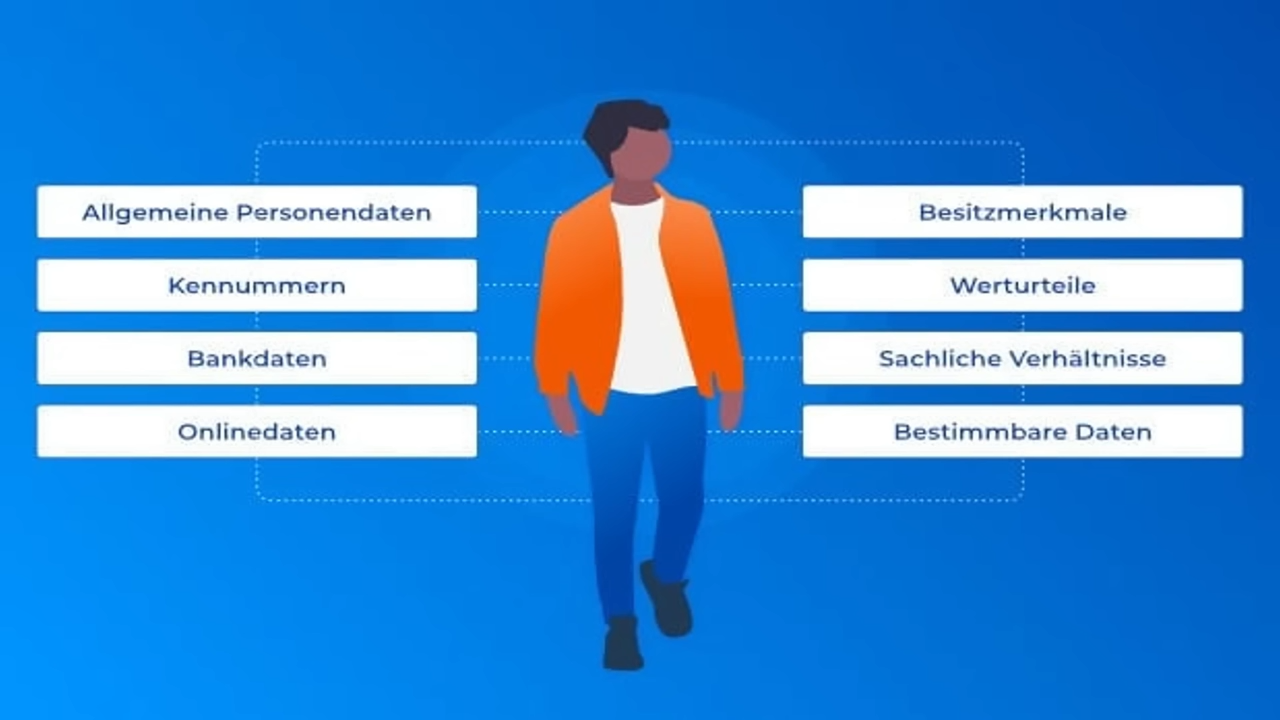 Allgemeine Personendaten
Kennummern
Bankdaten
Onlinedaten
Besitzmerkmale
Werturteile
Sachliche Verhältnisse
Bestimmbare Daten